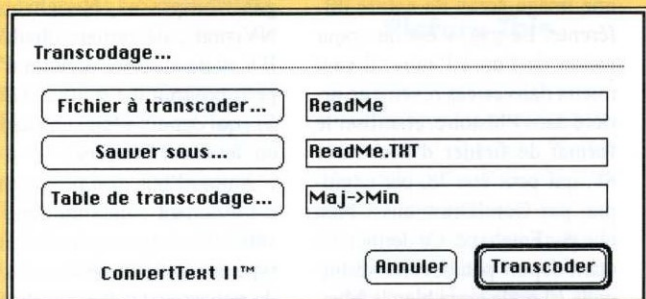 Transcodage...
Fichier à transcoder... ReadMe
Sauver sous... ReadMe.TXT
Table de transcodage... Maj->Min
ConvertText II™ Annuler Transcoder